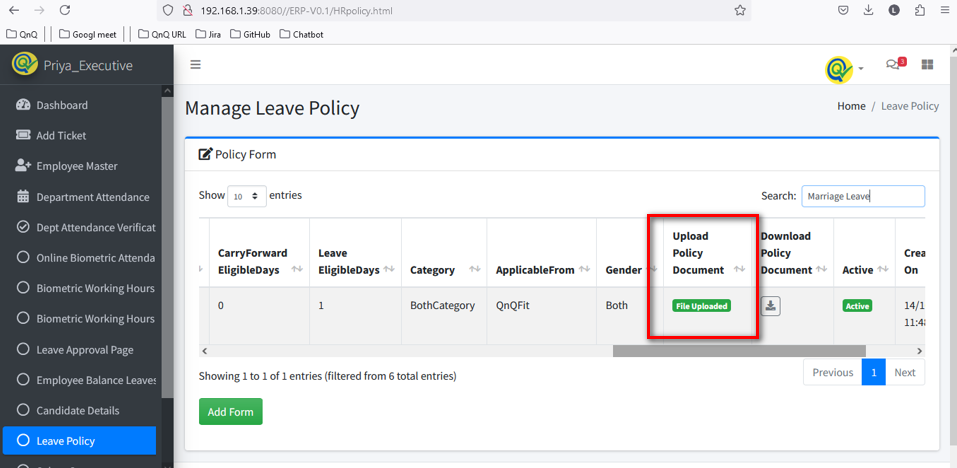 192.168.1.39:8080//ERP-V0.1/HRpolicy.html
QnQ
Googl meet
QnQ URL
Jira
GitHub
Chatbot
L
Priya_Executive
3
Dashboard
Add Ticket
Employee Master
Department Attendance
Dept Attendance Verificat
Online Biometric Attenda
Biometric Working Hours
Biometric Working Hours
Leave Approval Page
Employee Balance Leaves
Candidate Details
Leave Policy
Manage Leave Policy
Home / Leave Policy
Policy Form
Show 10 entries
Search: Marriage Leave
CarryForward
EligibleDays
Leave
EligibleDays
Category
ApplicableFrom
Gender
Upload
Policy
Document
Download
Policy
Document
Active
Crea
On
0
1
BothCategory
QnQFit
Both
File Uploaded
Active
14/1
11:48
Showing 1 to 1 of 1 entries (filtered from 6 total entries)
Previous 1 Next
Add Form